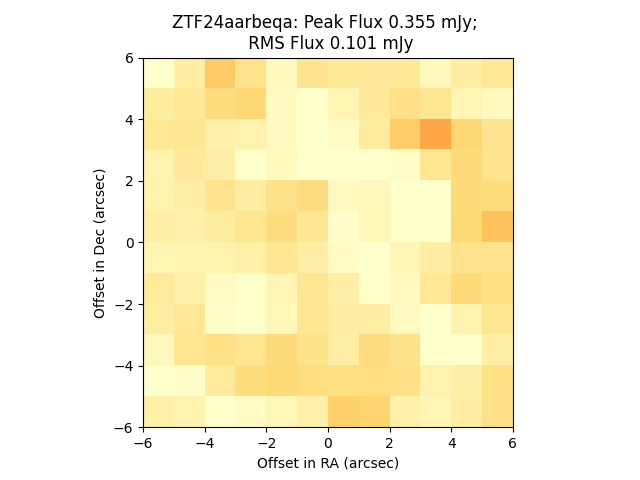 ZTF24aarbeqa: Peak Flux 0.355 mJy;
RMS Flux 0.101 mJy
6
4
2
0
−2
−4
−6
Offset in Dec (arcsec)
−6 −4 −2 0 2 4 6
Offset in RA (arcsec)